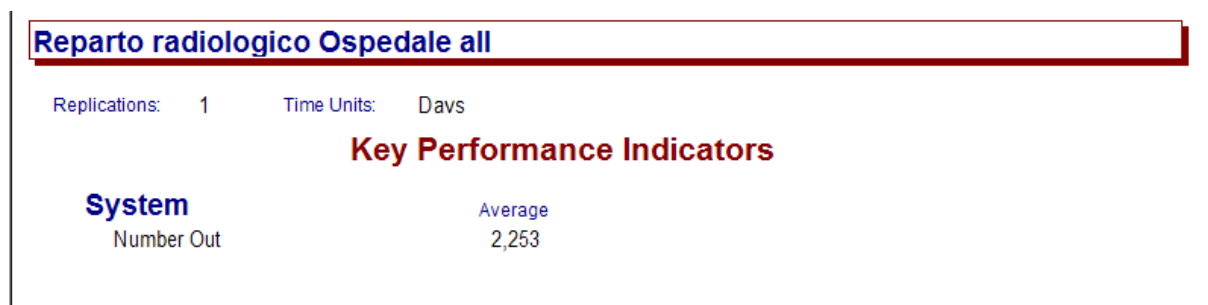 Reparto radiologico Ospedale all
Replications: 1 Time Units: Days
Key Performance Indicators
System Average
Number Out 2,253